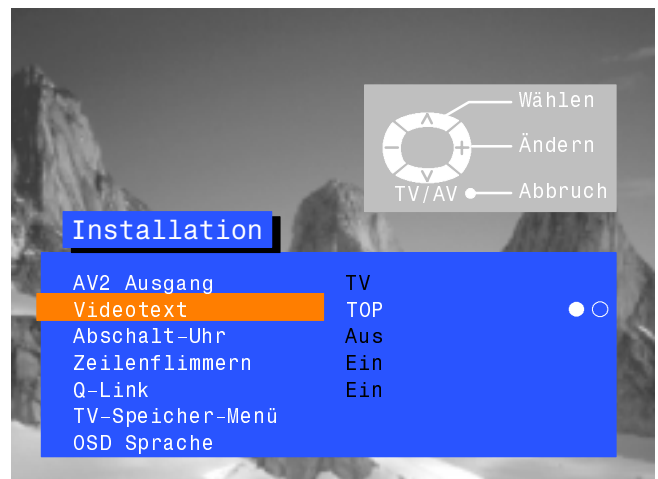 Wählen
Ändern
TV/AV Abbruch
Installation
AV2 Ausgang TV
Videotext TOP
Abschalt-Uhr Aus
Zeilenflimmern Ein
Q-Link Ein
TV-Speicher-Menü
OSD Sprache